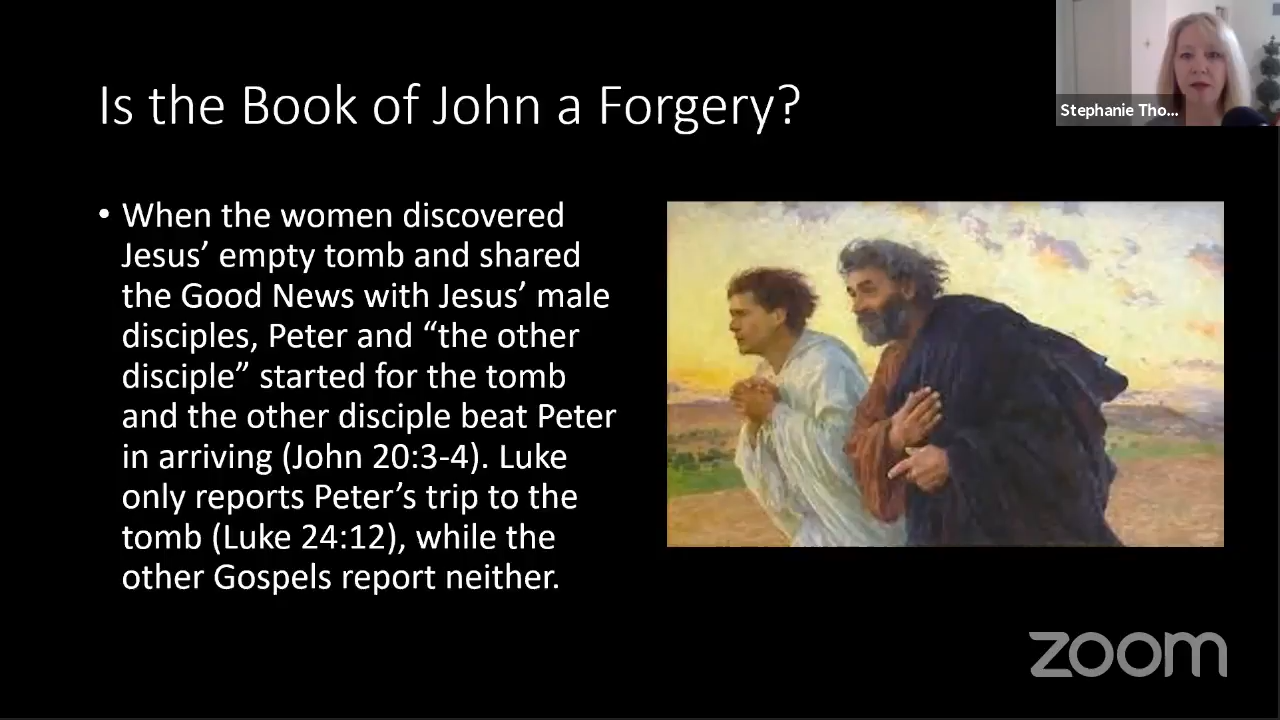 Is the Book of John a Forgery?
Stephanie Tho...
• When the women discovered
Jesus’ empty tomb and shared
the Good News with Jesus’ male
disciples, Peter and “the other
disciple” started for the tomb
and the other disciple beat Peter
in arriving (John 20:3-4). Luke
only reports Peter’s trip to the
tomb (Luke 24:12), while the
other Gospels report neither.
zoom